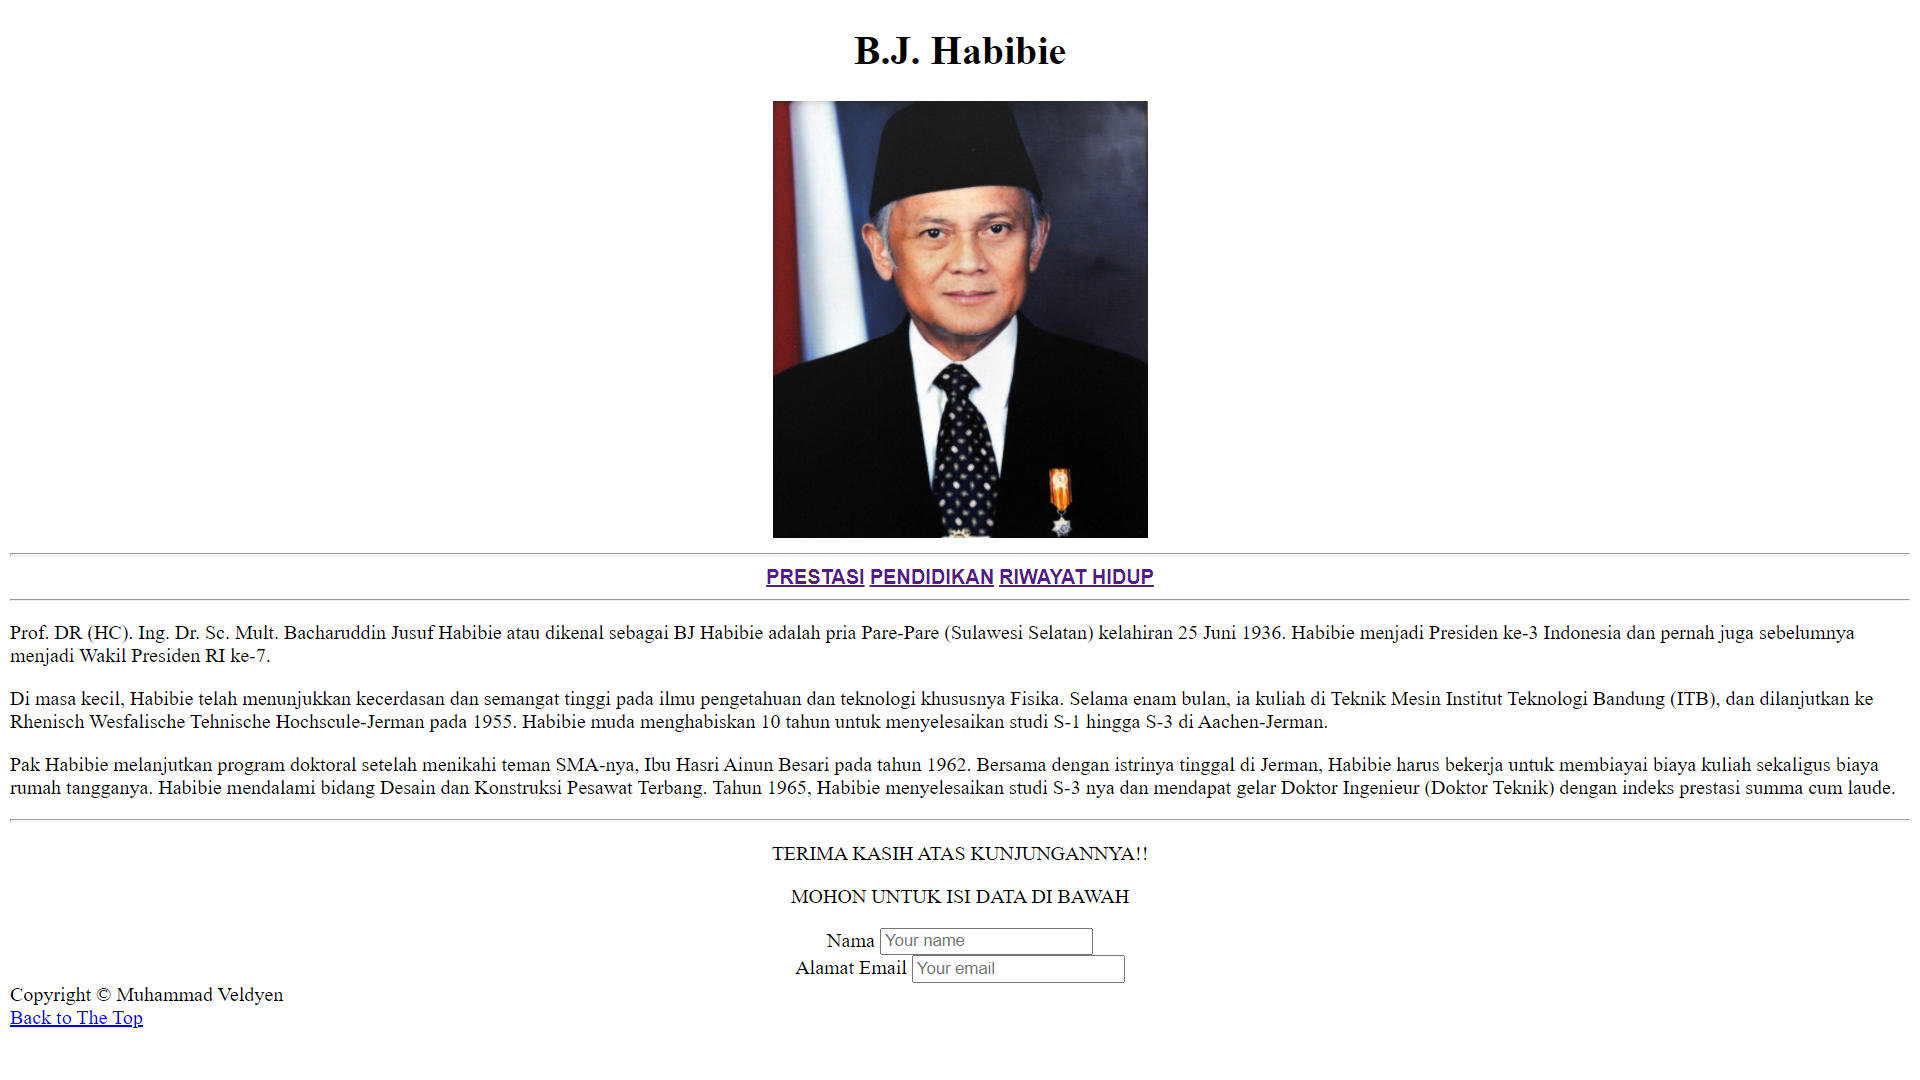 B.J. Habibie
PRESTASI PENDIDIKAN RIWAYAT HIDUP
Prof. DR (HC). Ing. Dr. Sc. Mult. Bacharuddin Jusuf Habibie atau dikenal sebagai BJ Habibie adalah pria Pare-Pare (Sulawesi Selatan) kelahiran 25 Juni 1936. Habibie menjadi Presiden ke-3 Indonesia dan pernah juga sebelumnya
menjadi Wakil Presiden RI ke-7.
Di masa kecil, Habibie telah menunjukkan kecerdasan dan semangat tinggi pada ilmu pengetahuan dan teknologi khususnya Fisika. Selama enam bulan, ia kuliah di Teknik Mesin Institut Teknologi Bandung (ITB), dan dilanjutkan ke
Rhenisch Wesfalische Tehnische Hochscule-Jerman pada 1955. Habibie muda menghabiskan 10 tahun untuk menyelesaikan studi S-1 hingga S-3 di Aachen-Jerman.
Pak Habibie melanjutkan program doktoral setelah menikahi teman SMA-nya, Ibu Hasri Ainun Besari pada tahun 1962. Bersama dengan istrinya tinggal di Jerman, Habibie harus bekerja untuk membiayai biaya kuliah sekaligus biaya
rumah tangganya. Habibie mendalami bidang Desain dan Konstruksi Pesawat Terbang. Tahun 1965, Habibie menyelesaikan studi S-3 nya dan mendapat gelar Doktor Ingenieur (Doktor Teknik) dengan indeks prestasi summa cum laude.
TERIMA KASIH ATAS KUNJUNGANNYA!!
MOHON UNTUK ISI DATA DI BAWAH
Nama Your name
Alamat Email Your email
Copyright © Muhammad Veldyen
Back to The Top